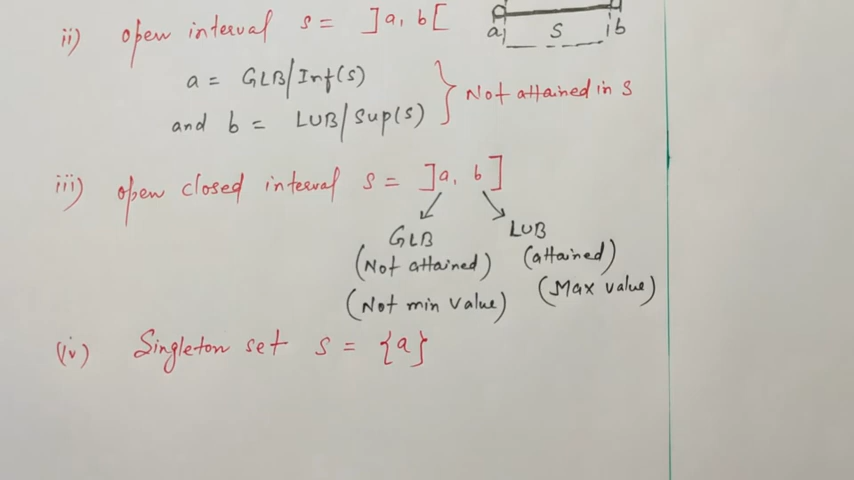 ii) open interval S = ]a, b[
a S b
a = GLB/Inf(S)
and b = LUB/Sup(S)
Not attained in S
iii) open closed interval S = ]a, b]
GLB LUB
(Not attained) (attained)
(Not min value) (Max value)
(iv) Singleton set S = {a}